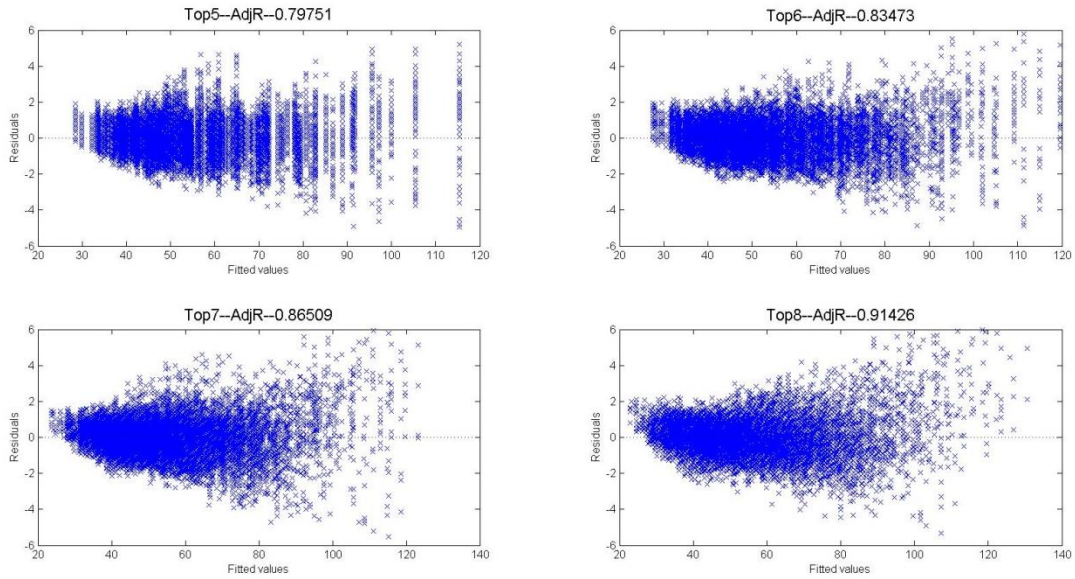 Top5--AdjR--0.79751
6
4
2
0
-2
-4
-6
Residuals
20 30 40 50 60 70 80 90 100 110 120
Fitted values
Top6--AdjR--0.83473
6
4
2
0
-2
-4
-6
Residuals
20 30 40 50 60 70 80 90 100 110 120
Fitted values
Top7--AdjR--0.86509
6
4
2
0
-2
-4
-6
Residuals
20 40 60 80 100 120 140
Fitted values
Top8--AdjR--0.91426
6
4
2
0
-2
-4
-6
Residuals
20 40 60 80 100 120 140
Fitted values